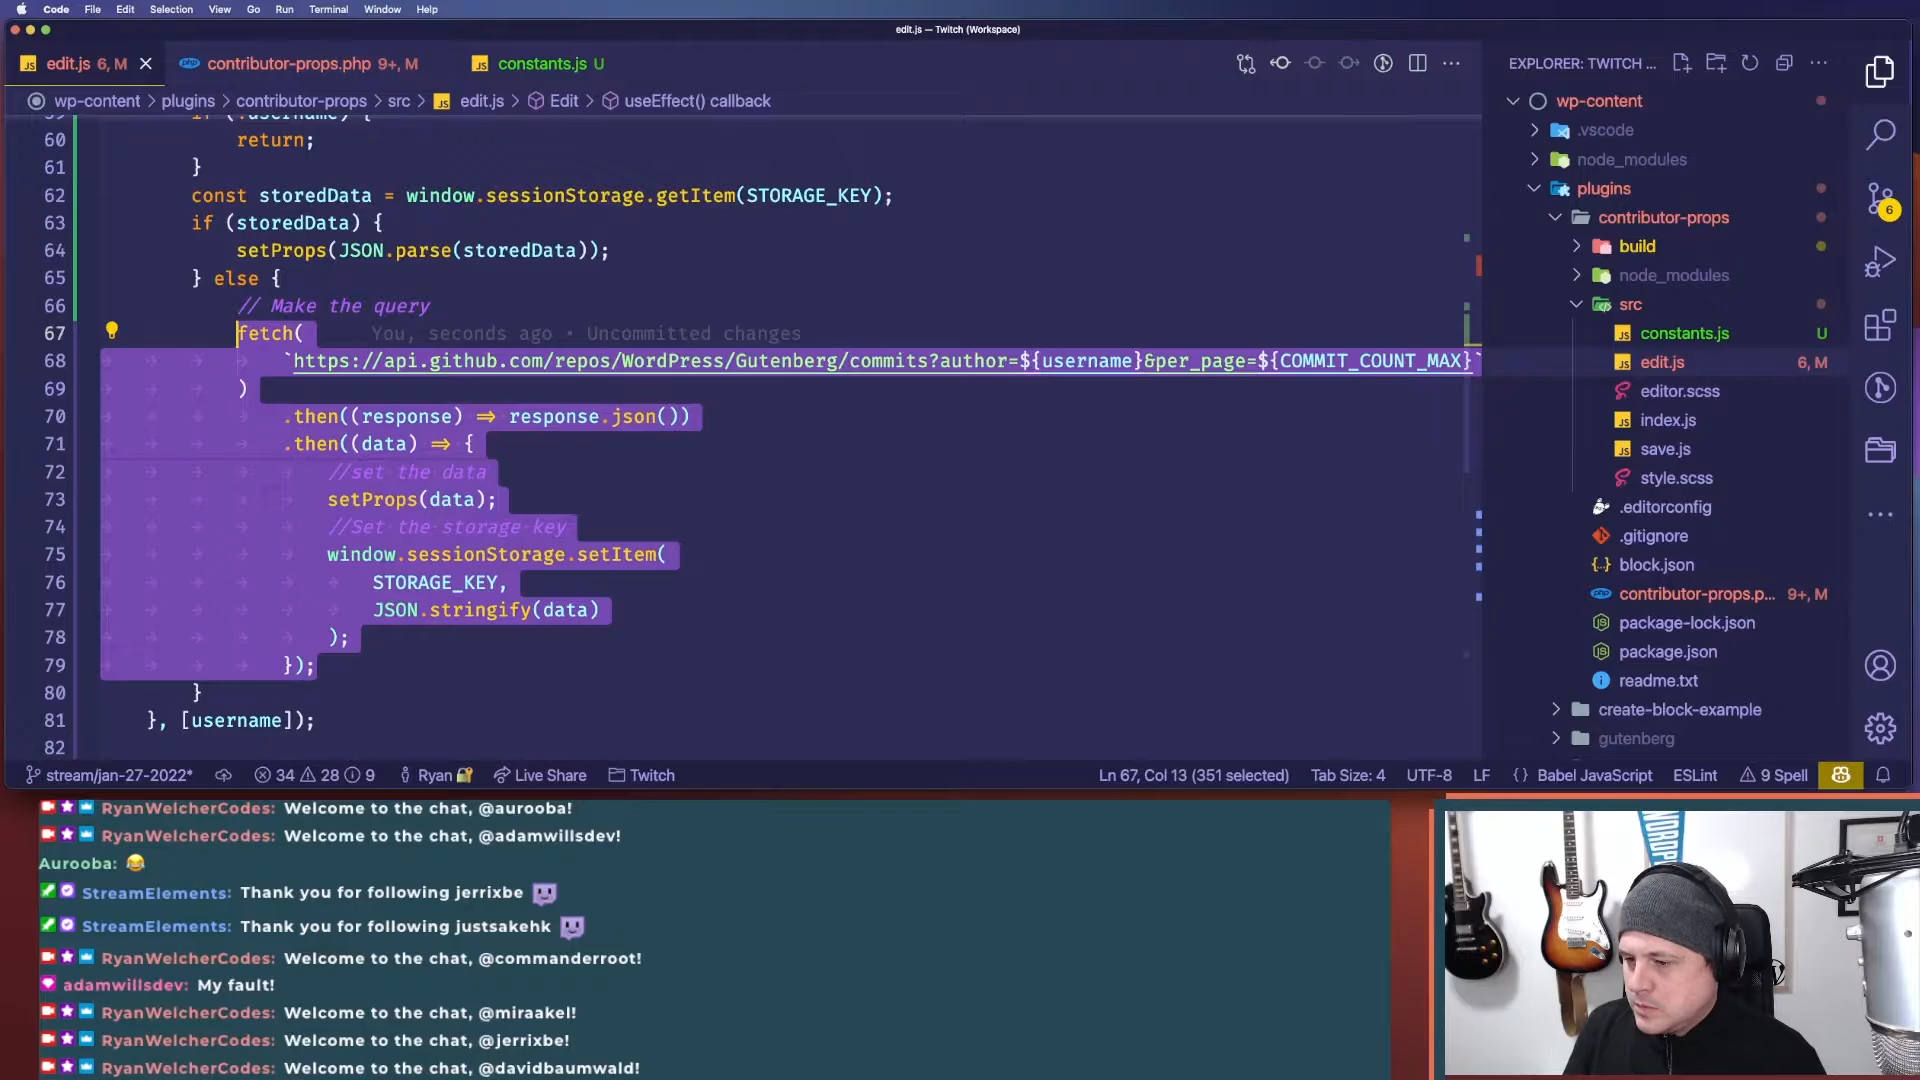 Code File Edit Selection View Go Run Terminal Window Help
edit.js — Twitch (Workspace)
edit.js 6, M
contributor-props.php 9+, M
constants.js U
EXPLORER: TWITCH ...
wp-content > plugins > contributor-props > src > edit.js > Edit > useEffect() callback
60 return;
61 }
62 const storedData = window.sessionStorage.getItem(STORAGE_KEY);
63 if (storedData) {
64 setProps(JSON.parse(storedData));
65 } else {
66 // Make the query
67 fetch( You, seconds ago • Uncommitted changes
68 `https://api.github.com/repos/WordPress/Gutenberg/commits?author=${username}&per_page=${COMMIT_COUNT_MAX}`
69 )
70 .then((response) => response.json())
71 .then((data) => {
72 //set the data
73 setProps(data);
74 //Set the storage key
75 window.sessionStorage.setItem(
76 STORAGE_KEY,
77 JSON.stringify(data)
78 );
79 });
80 }
81 }, [username]);
82
wp-content
.vscode
node_modules
plugins
contributor-props
build
node_modules
src
constants.js U
edit.js 6, M
editor.scss
index.js
save.js
style.scss
.editorconfig
.gitignore
block.json
contributor-props.p... 9+, M
package-lock.json
package.json
readme.txt
create-block-example
gutenberg
6
stream/jan-27-2022* 34 28 9 Ryan Live Share Twitch
Ln 67, Col 13 (351 selected) Tab Size: 4 UTF-8 LF {} Babel JavaScript ESLint 9 Spell
RyanWelcherCodes: Welcome to the chat, @aurooba!
RyanWelcherCodes: Welcome to the chat, @adamwillsdev!
Aurooba: 😂
StreamElements: Thank you for following jerrixbe
StreamElements: Thank you for following justsakehk
RyanWelcherCodes: Welcome to the chat, @commanderroot!
adamwillsdev: My fault!
RyanWelcherCodes: Welcome to the chat, @miraakel!
RyanWelcherCodes: Welcome to the chat, @jerrixbe!
RyanWelcherCodes: Welcome to the chat, @davidbaumwald!